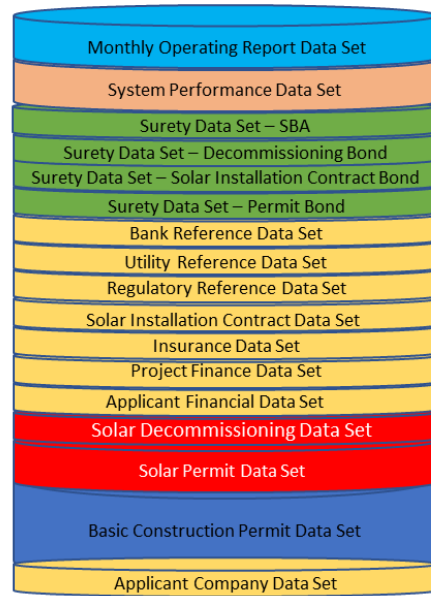 Monthly Operating Report Data Set
System Performance Data Set
Surety Data Set – SBA
Surety Data Set – Decommissioning Bond
Surety Data Set – Solar Installation Contract Bond
Surety Data Set – Permit Bond
Bank Reference Data Set
Utility Reference Data Set
Regulatory Reference Data Set
Solar Installation Contract Data Set
Insurance Data Set
Project Finance Data Set
Applicant Financial Data Set
Solar Decommissioning Data Set
Solar Permit Data Set
Basic Construction Permit Data Set
Applicant Company Data Set